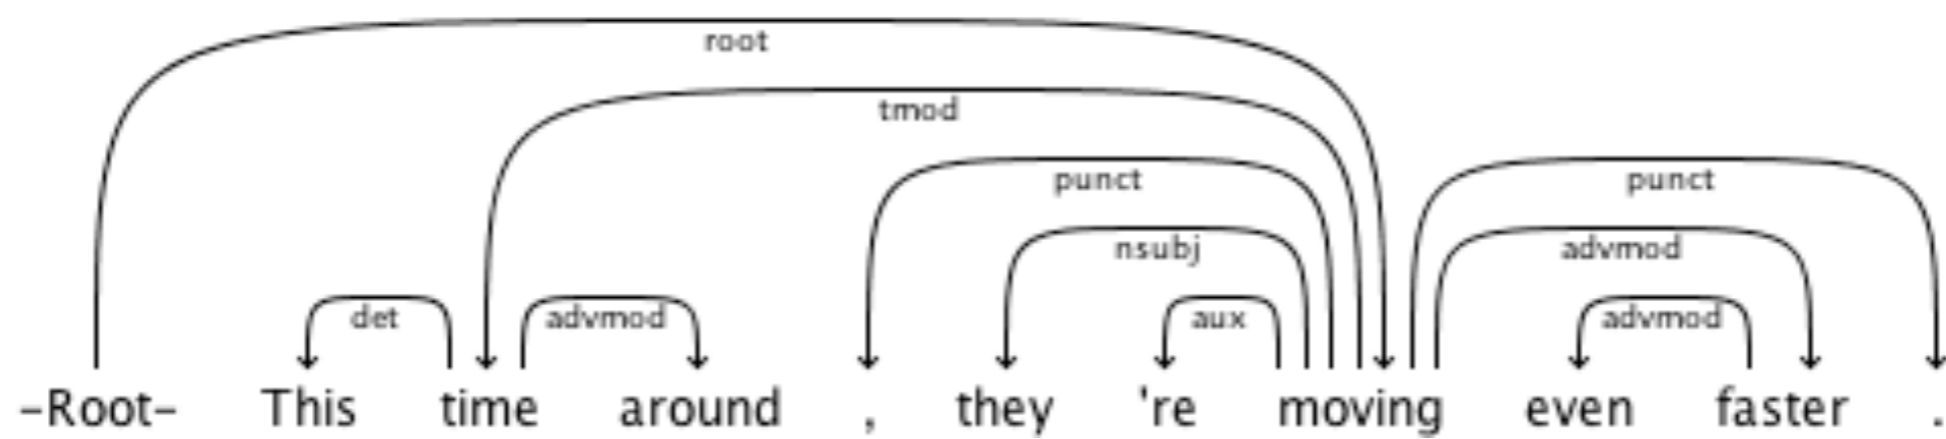 root
tmod
punct punct
nsubj advmod
det advmod aux advmod
-Root- This time around , they 're moving even faster .